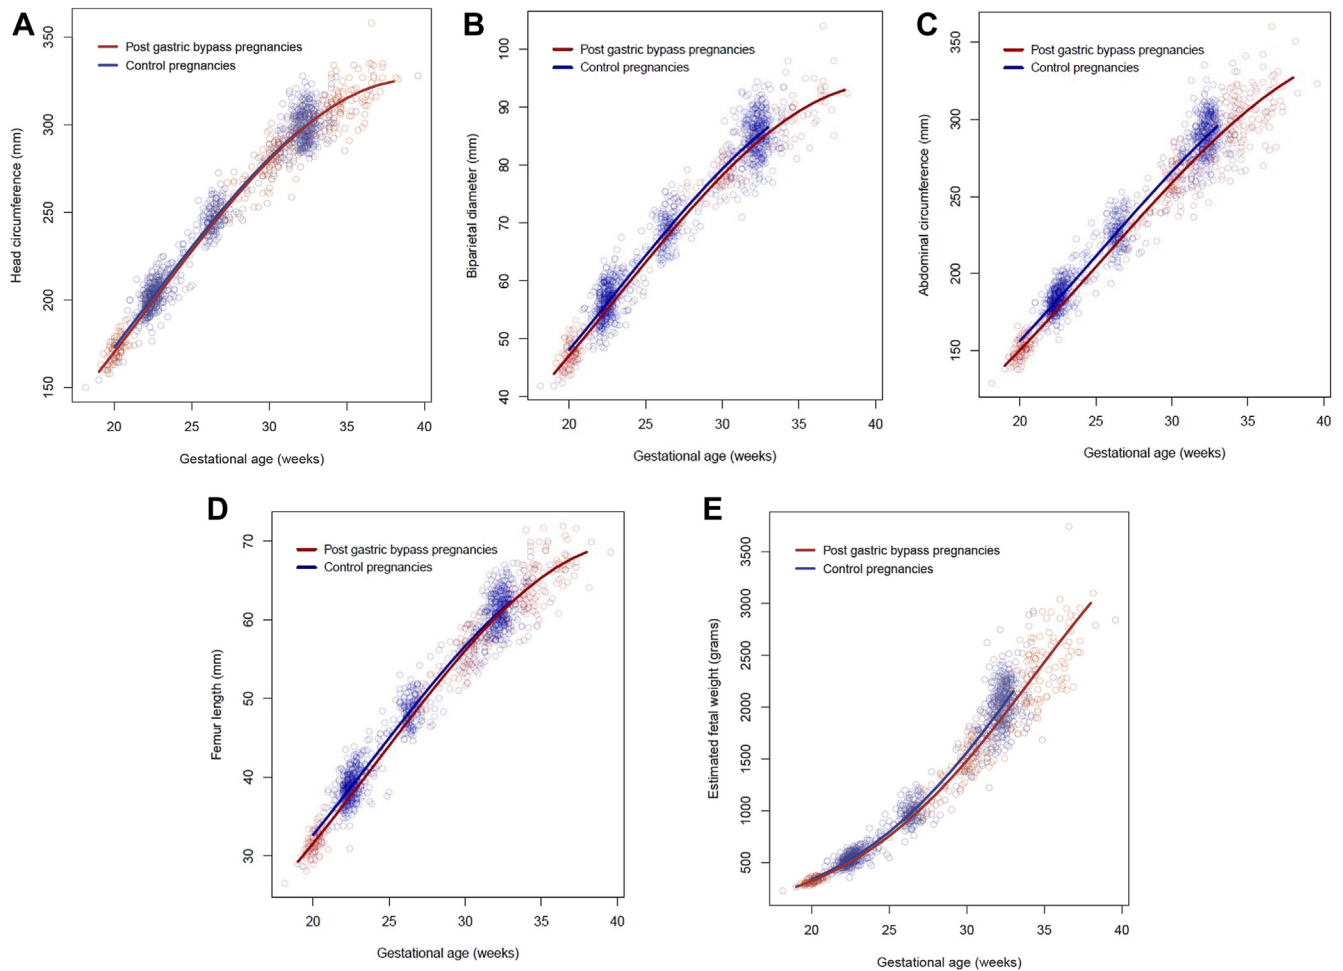 A
Post gastric bypass pregnancies
Control pregnancies
Head circumference (mm)
350
300
250
200
150
20 25 30 35 40
Gestational age (weeks)
B
Post gastric bypass pregnancies
Control pregnancies
Biparietal diameter (mm)
100
90
80
70
60
50
40
20 25 30 35 40
Gestational age (weeks)
C
Post gastric bypass pregnancies
Control pregnancies
Abdominal circumference (mm)
350
300
250
200
150
20 25 30 35 40
Gestational age (weeks)
D
Post gastric bypass pregnancies
Control pregnancies
Femur length (mm)
70
60
50
40
30
20 25 30 35 40
Gestational age (weeks)
E
Post gastric bypass pregnancies
Control pregnancies
Estimated fetal weight (grams)
3500
3000
2500
2000
1500
1000
500
20 25 30 35 40
Gestational age (weeks)